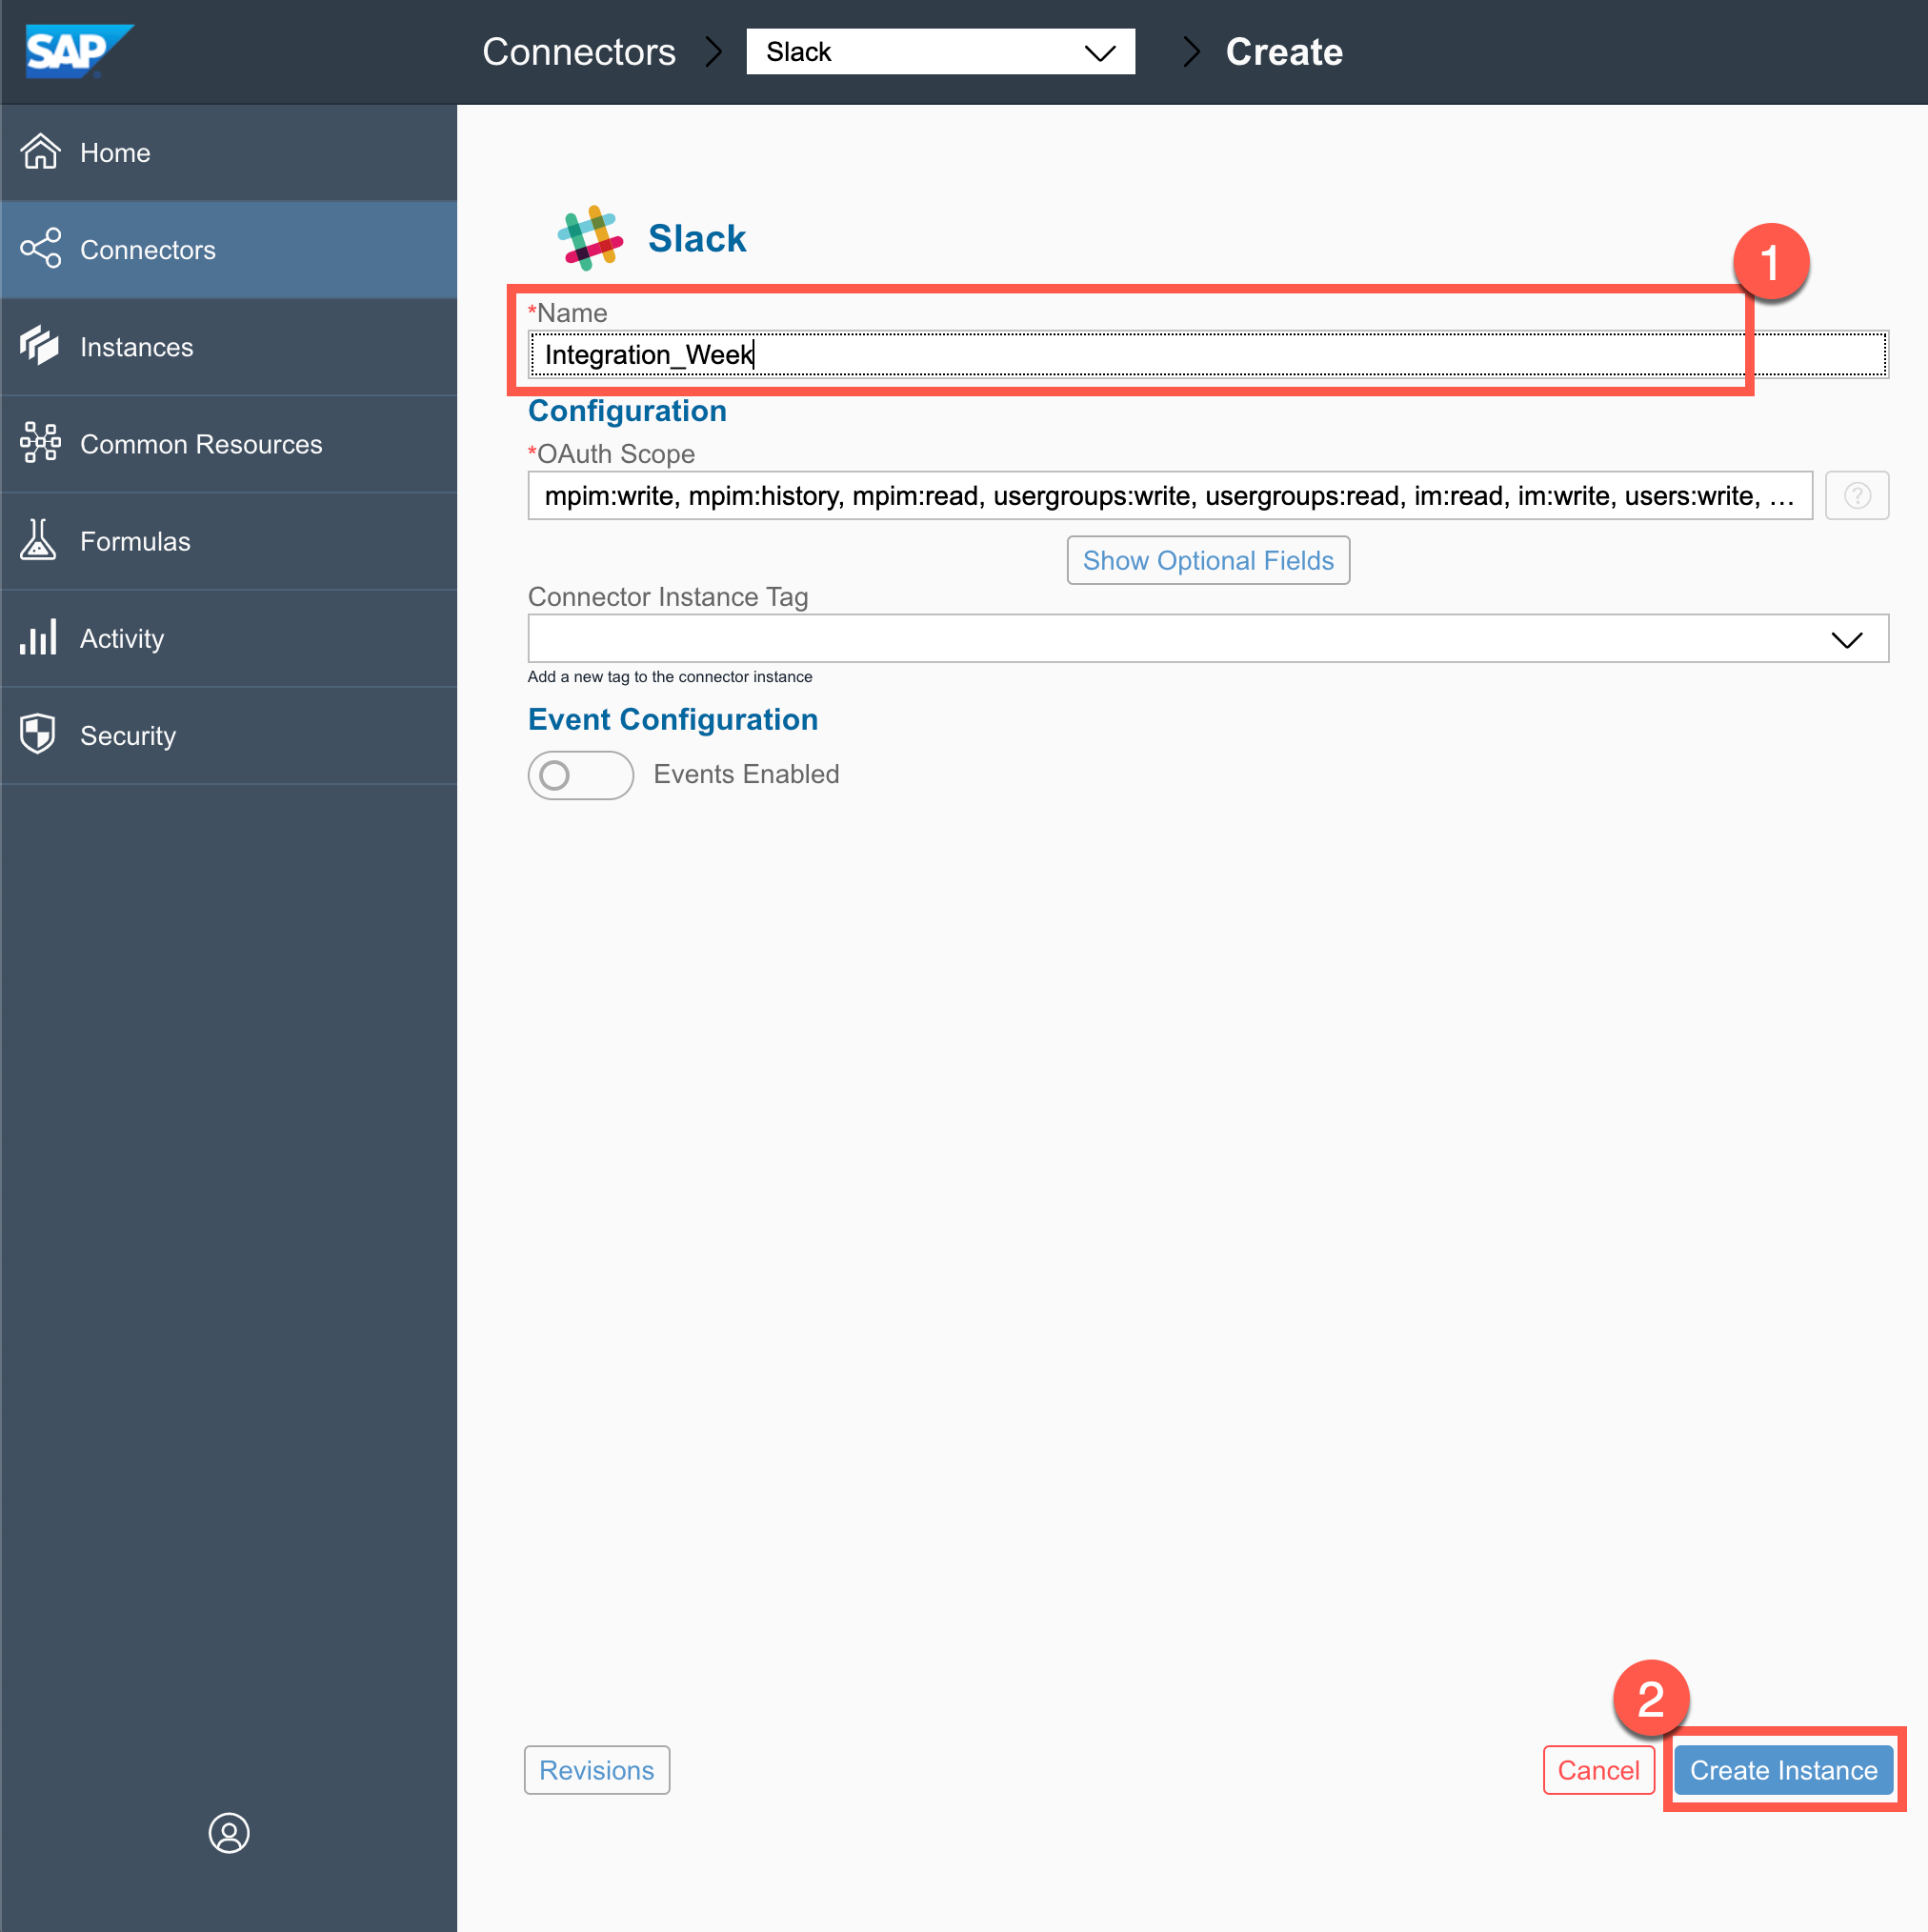 SAP
Connectors
Slack
Create
Home
Connectors
Instances
Common Resources
Formulas
Activity
Security
Slack
1
*Name
Integration_Week
Configuration
*OAuth Scope
mpim:write, mpim:history, mpim:read, usergroups:write, usergroups:read, im:read, im:write, users:write, …
?
Show Optional Fields
Connector Instance Tag
Add a new tag to the connector instance
Event Configuration
Events Enabled
2
Revisions
Cancel
Create Instance